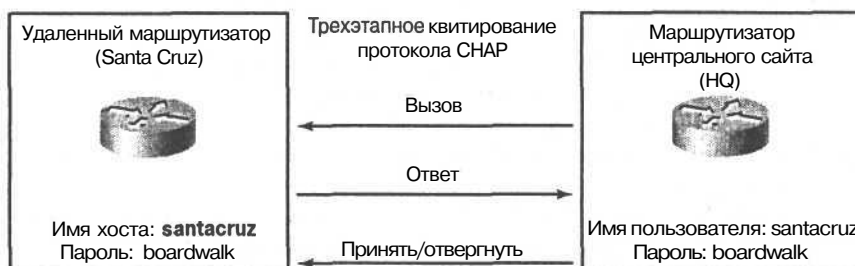 Удаленный маршрутизатор
(Santa Cruz)
Имя хоста: santacruz
Пароль: boardwalk
Трехэтапное квитирование
протокола CHAP
Вызов
Ответ
Принять/отвергнуть
Маршрутизатор
центрального сайта
(HQ)
Имя пользователя: santacruz
Пароль: boardwalk